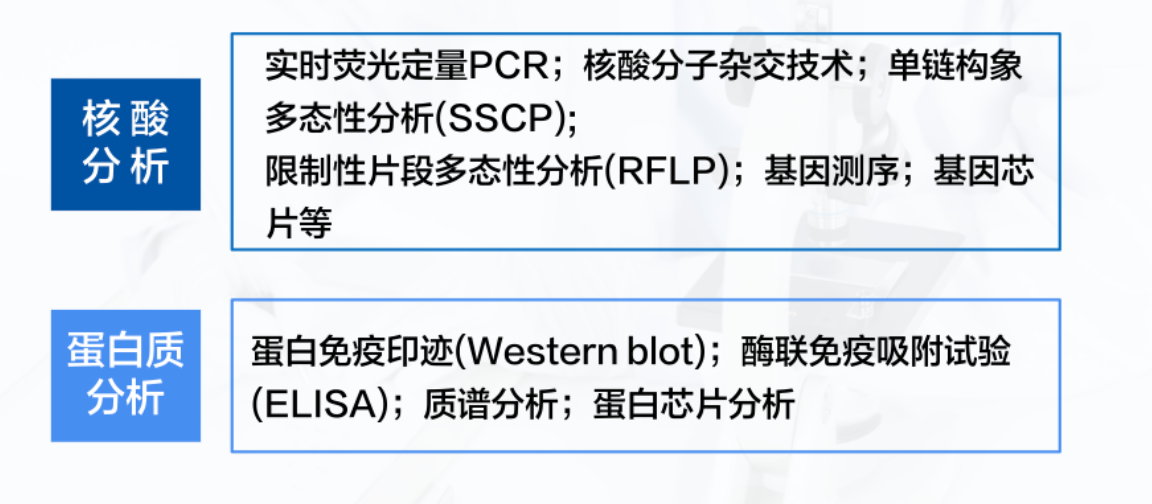 核酸
分析
实时荧光定量PCR；核酸分子杂交技术；单链构象
多态性分析(SSCP);
限制性片段多态性分析(RFLP)；基因测序；基因芯
片等
蛋白质
分析
蛋白免疫印迹(Western blot)；酶联免疫吸附试验
(ELISA)；质谱分析；蛋白芯片分析